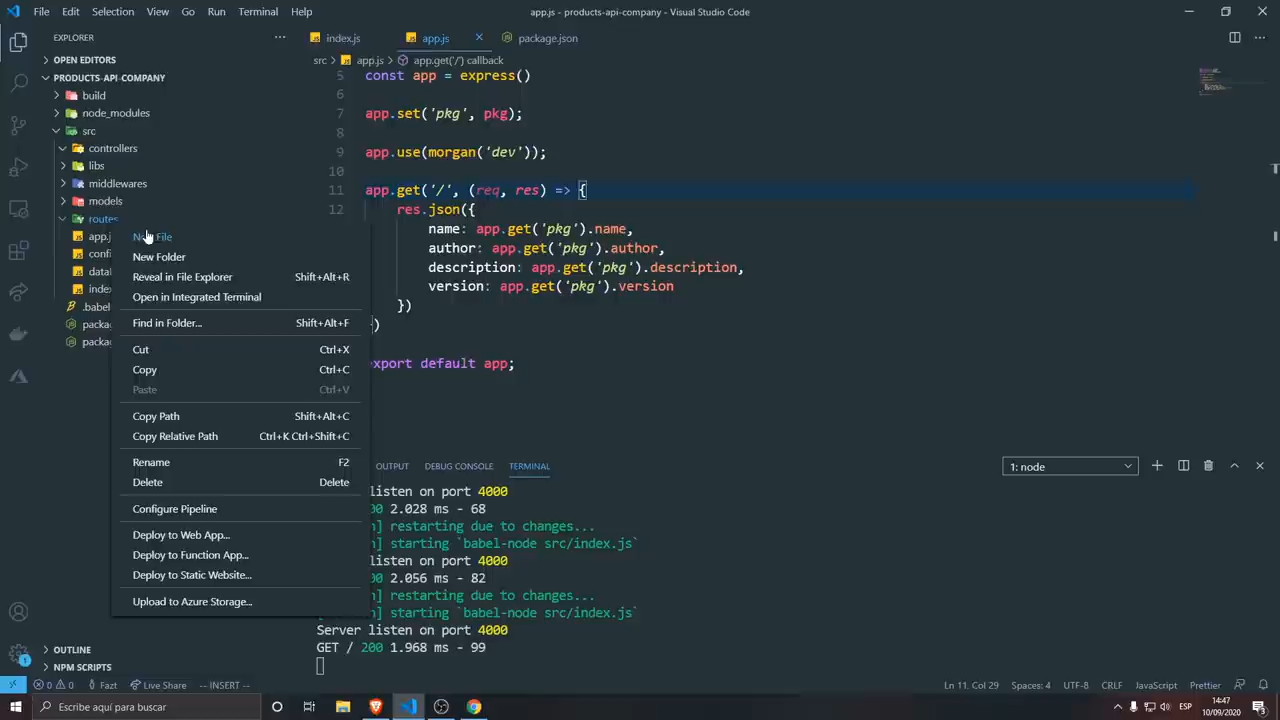 File Edit Selection View Go Run Terminal Help
app.js - products-api-company - Visual Studio Code
EXPLORER
index.js
app.js
package.json
OPEN EDITORS
PRODUCTS-API-COMPANY
build
node_modules
src
controllers
libs
middlewares
models
routes
app.j
confi
datal
index
.babel
packa
packa
New File
New Folder
Reveal in File Explorer Shift+Alt+R
Open in Integrated Terminal
Find in Folder... Shift+Alt+F
Cut Ctrl+X
Copy Ctrl+C
Paste Ctrl+V
Copy Path Shift+Alt+C
Copy Relative Path Ctrl+K Ctrl+Shift+C
Rename F2
Delete Delete
Configure Pipeline
Deploy to Web App...
Deploy to Function App...
Deploy to Static Website...
Upload to Azure Storage...
OUTLINE
NPM SCRIPTS
src > app.js > app.get('/') callback
5 const app = express()
6
7 app.set('pkg', pkg);
8
9 app.use(morgan('dev'));
10
11 app.get('/', (req, res) => {
12 res.json({
name: app.get('pkg').name,
author: app.get('pkg').author,
description: app.get('pkg').description,
version: app.get('pkg').version
})
})
export default app;
OUTPUT DEBUG CONSOLE TERMINAL
1: node
listen on port 4000
00 2.028 ms - 68
] restarting due to changes...
] starting `babel-node src/index.js`
listen on port 4000
00 2.056 ms - 82
] restarting due to changes...
] starting `babel-node src/index.js`
Server listen on port 4000
GET / 200 1.968 ms - 99
0 0 Fazt Live Share -- INSERT --
Ln 11, Col 29 Spaces: 4 UTF-8 CRLF JavaScript Prettier
1
Escribe aquí para buscar
ESP
14:47
10/09/2020
3